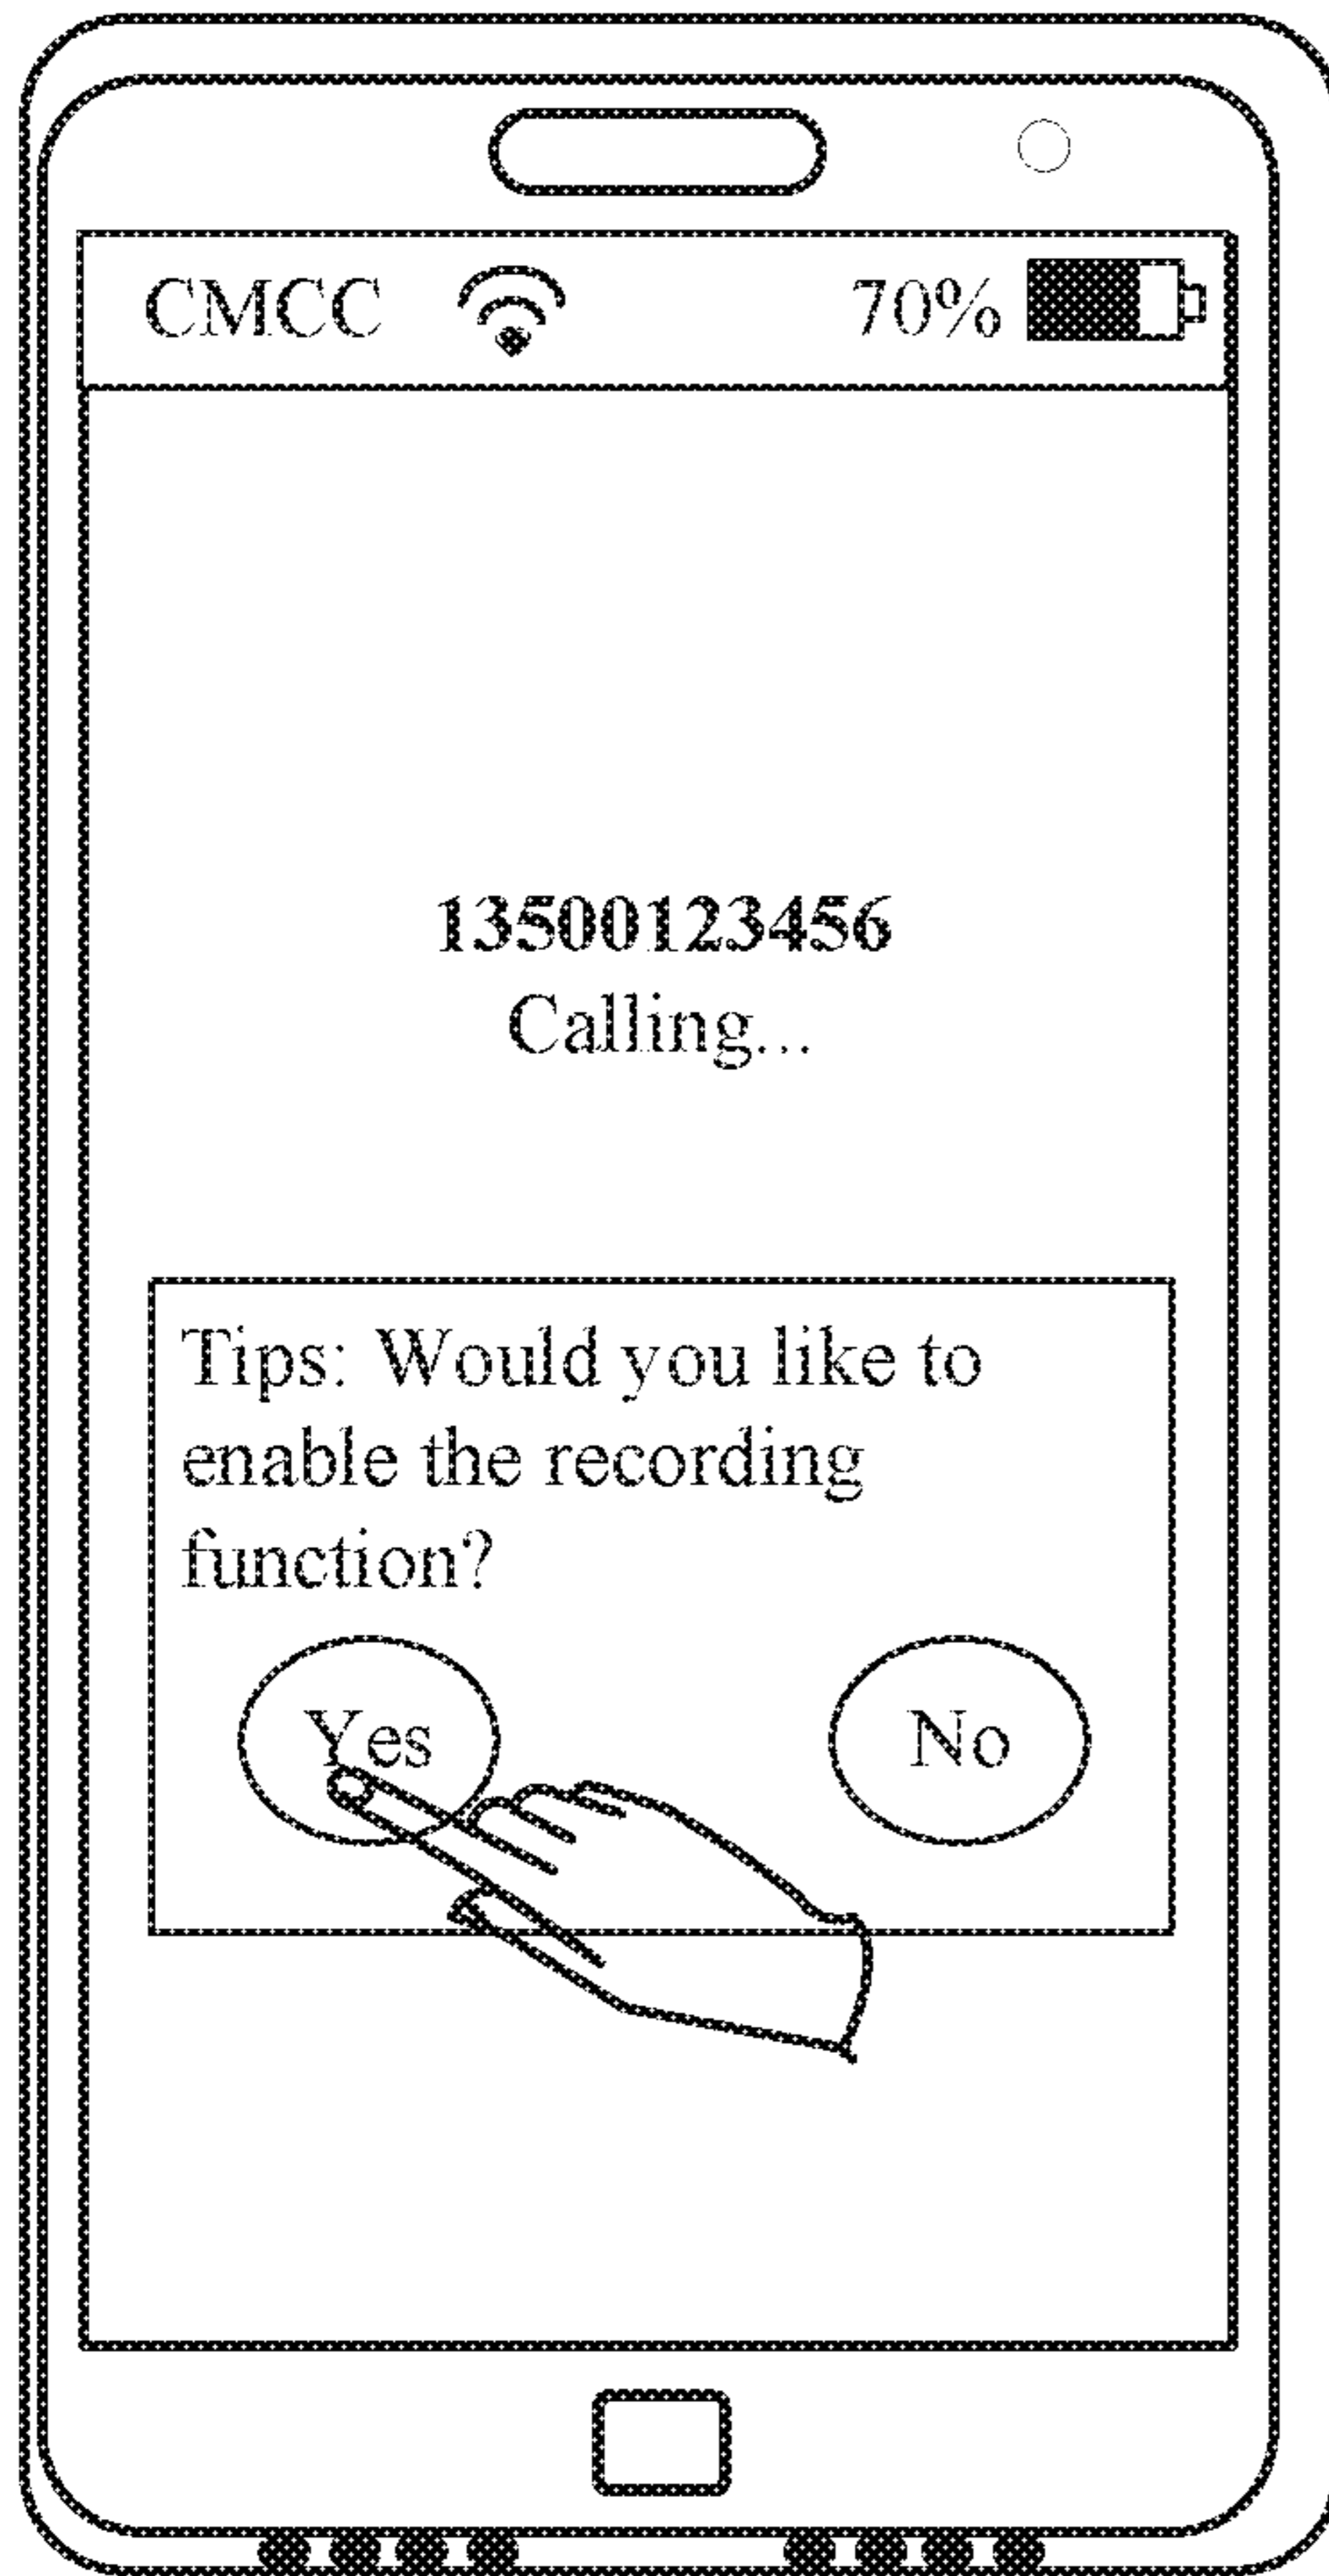 CMCC 70%
13500123456
Calling...
Tips: Would you like to
enable the recording
function?
Yes No